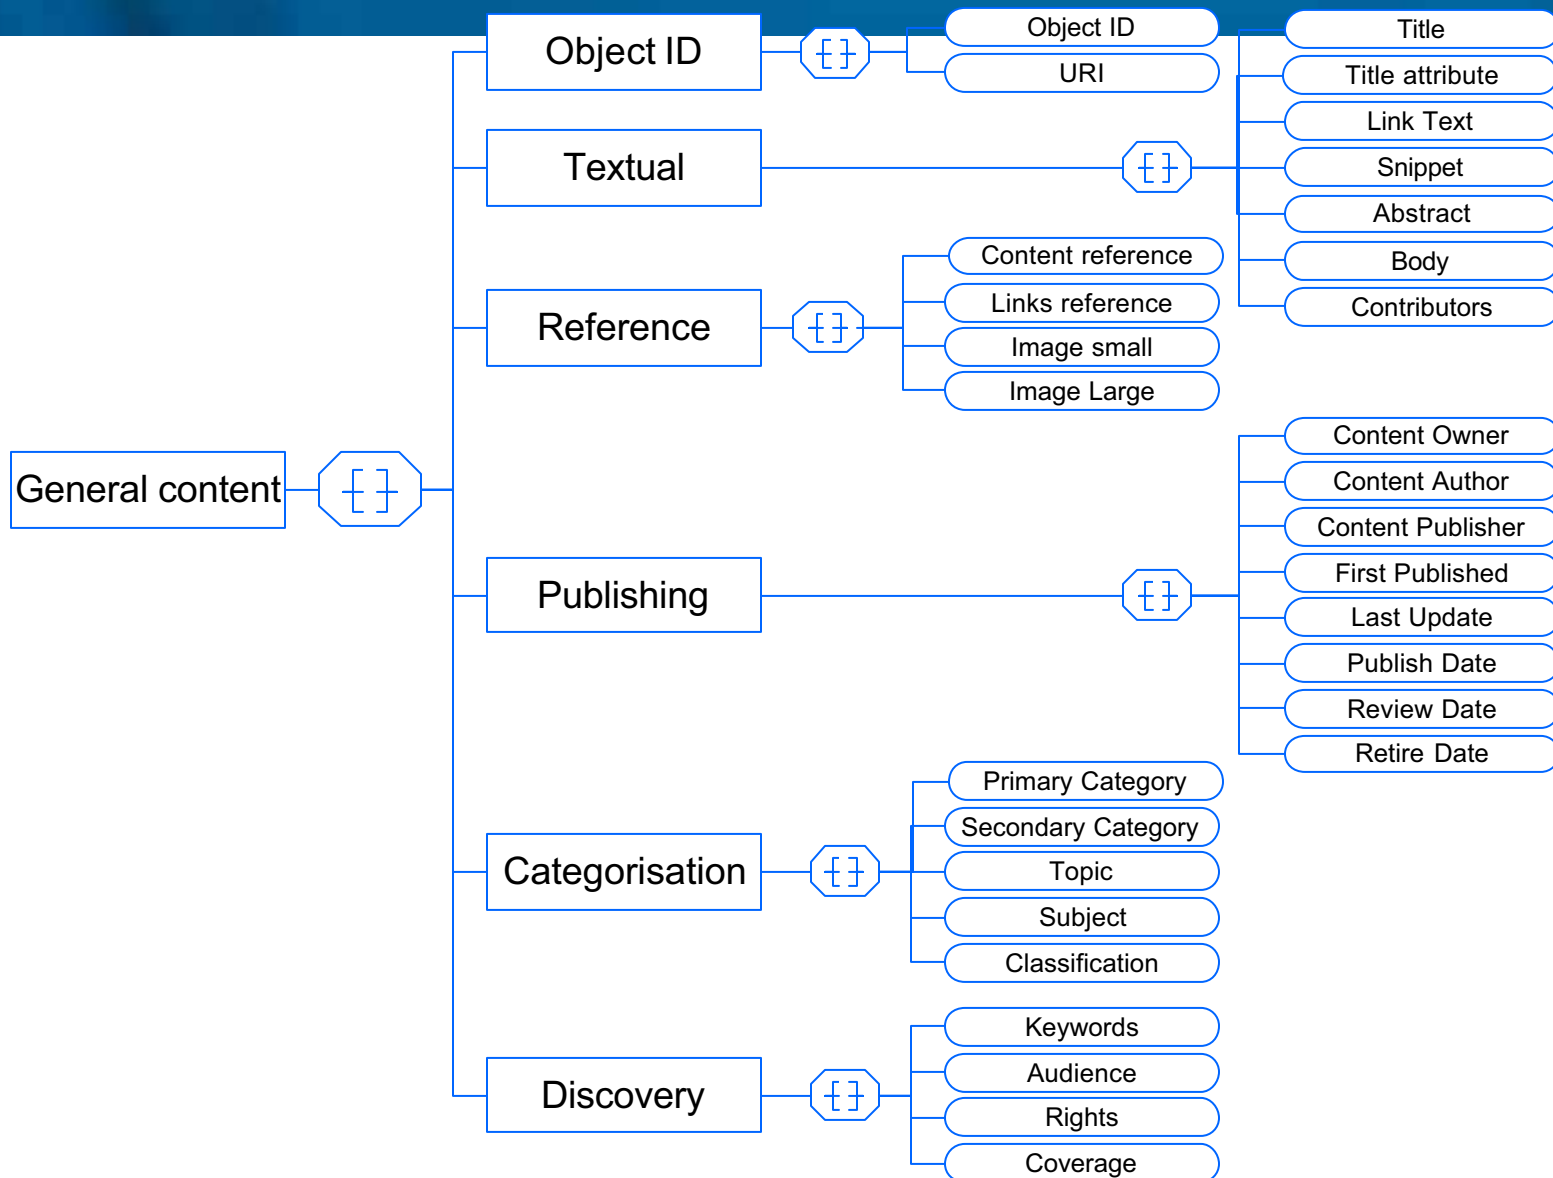 General content
Object ID
Object ID
URI
Textual
Title
Title attribute
Link Text
Snippet
Abstract
Body
Contributors
Reference
Content reference
Links reference
Image small
Image Large
Publishing
Content Owner
Content Author
Content Publisher
First Published
Last Update
Publish Date
Review Date
Retire Date
Categorisation
Primary Category
Secondary Category
Topic
Subject
Classification
Discovery
Keywords
Audience
Rights
Coverage